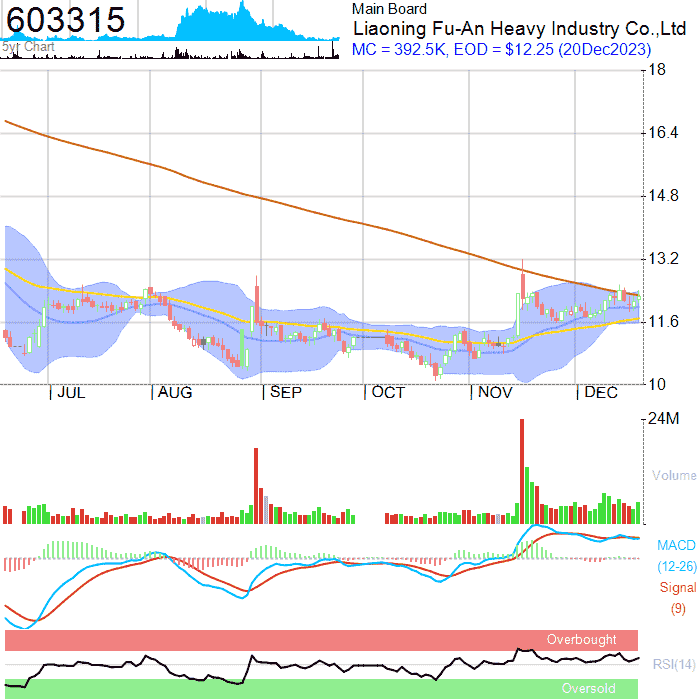 603315
5yr Chart
Main Board
Liaoning Fu-An Heavy Industry Co.,Ltd
MC = 392.5K, EOD = $12.25 (20Dec2023)
18
16.4
14.8
13.2
11.6
10
JUL AUG SEP OCT NOV DEC
24M
Volume
MACD
(12-26)
Signal
(9)
Overbought
RSI(14)
Oversold